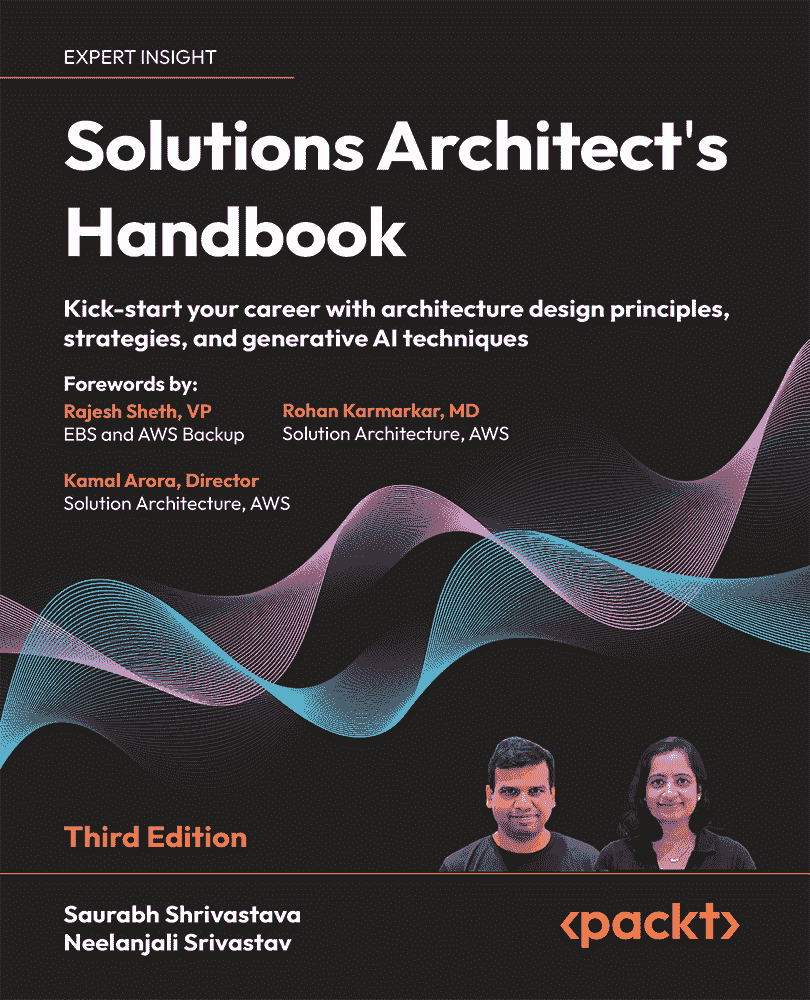 EXPERT INSIGHT
Solutions Architect's
Handbook
Kick-start your career with architecture design principles,
strategies, and generative AI techniques
Forewords by:
Rajesh Sheth, VP
EBS and AWS Backup
Rohan Karmarkar, MD
Solution Architecture, AWS
Kamal Arora, Director
Solution Architecture, AWS
Third Edition
Saurabh Shrivastava
Neelanjali Srivastav
<packt>